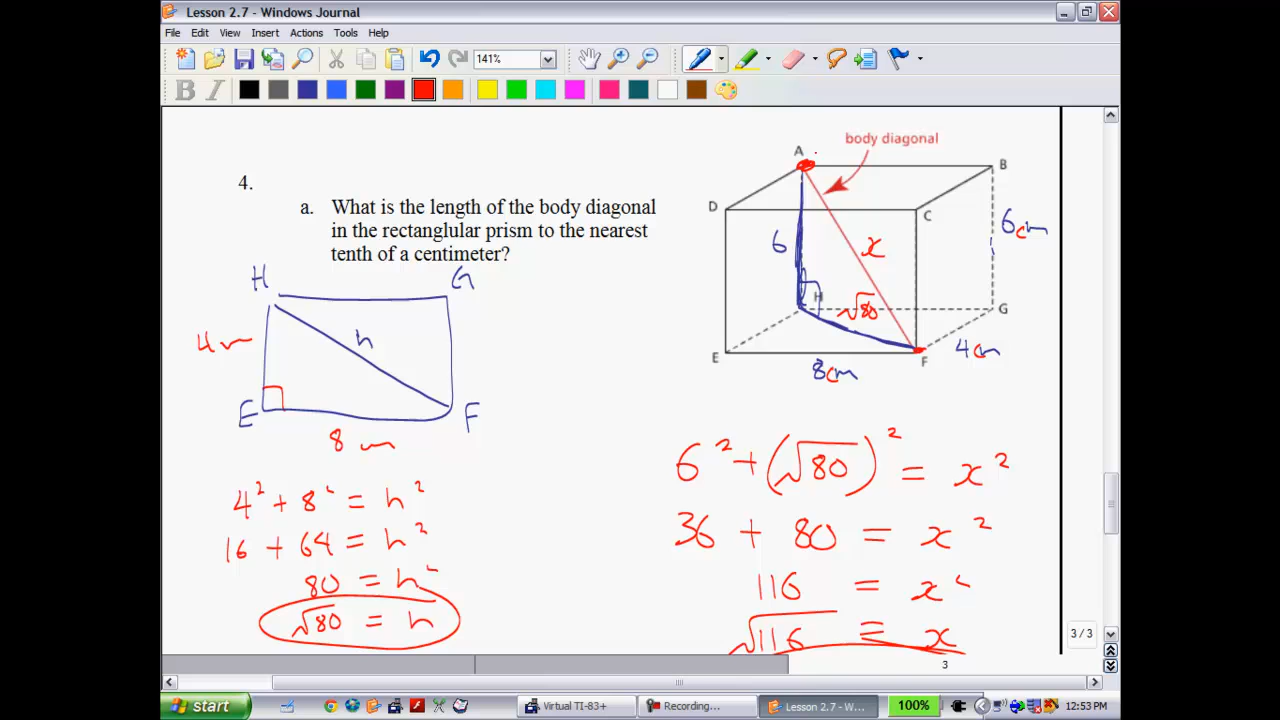 Lesson 2.7 - Windows Journal
File Edit View Insert Actions Tools Help
141%
B I
4.
a. What is the length of the body diagonal
in the rectanglular prism to the nearest
tenth of a centimeter?
body diagonal
A
B
D
C
6
x
6cm
H
√80
G
E
F
8cm
4cm
H G
4m
h
E F
8 m
4² + 8² = h²
16 + 64 = h²
80 = h²
√80 = h
6² + (√80)² = x²
36 + 80 = x²
116 = x²
√116 = x
3 / 3
3
start
Virtual TI-83+
Recording...
Lesson 2.7 - W...
100%
12:53 PM